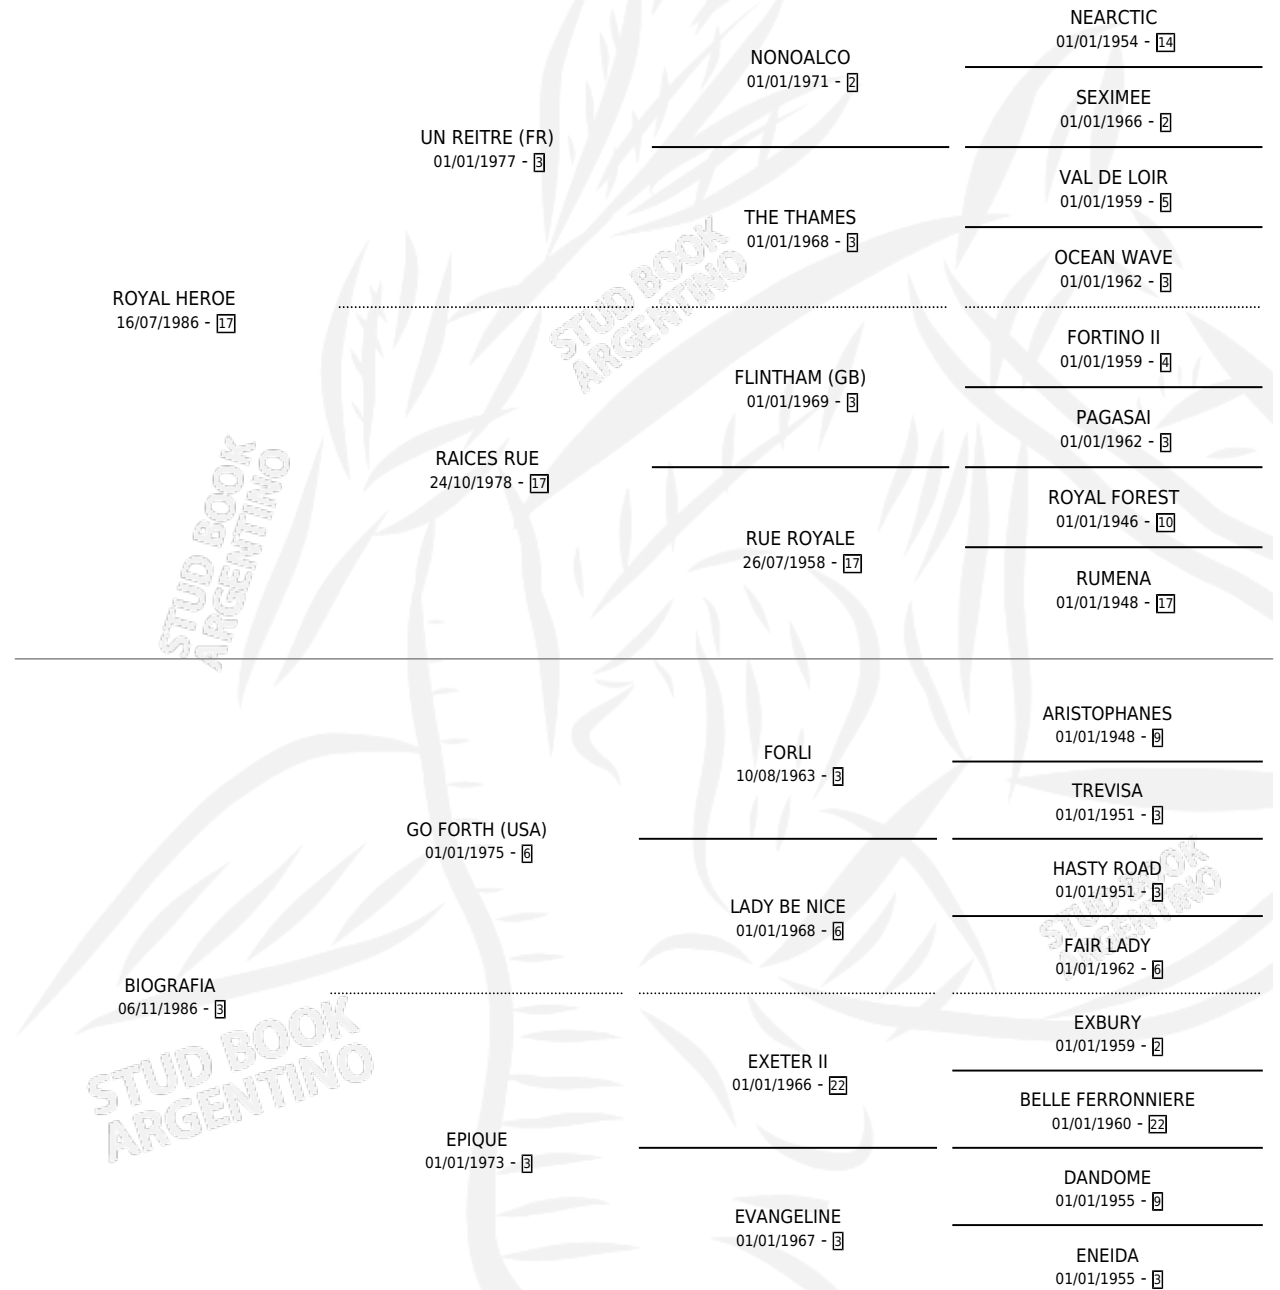 NEARCTIC
01/01/1954 - 14
NONOALCO
01/01/1971 - 2
SEXIMEE
01/01/1966 - 2
UN REITRE (FR)
01/01/1977 - 3
VAL DE LOIR
01/01/1959 - 5
THE THAMES
01/01/1968 - 3
OCEAN WAVE
01/01/1962 - 3
ROYAL HEROE
16/07/1986 - 17
FORTINO II
01/01/1959 - 4
FLINTHAM (GB)
01/01/1969 - 3
PAGASAI
01/01/1962 - 3
RAICES RUE
24/10/1978 - 17
ROYAL FOREST
01/01/1946 - 10
RUE ROYALE
26/07/1958 - 17
RUMENA
01/01/1948 - 17
ARISTOPHANES
01/01/1948 - 9
FORLI
10/08/1963 - 3
TREVISA
01/01/1951 - 3
GO FORTH (USA)
01/01/1975 - 6
HASTY ROAD
01/01/1951 - 3
LADY BE NICE
01/01/1968 - 6
FAIR LADY
01/01/1962 - 6
BIOGRAFIA
06/11/1986 - 3
EXBURY
01/01/1959 - 2
EXETER II
01/01/1966 - 22
BELLE FERRONNIERE
01/01/1960 - 22
EPIQUE
01/01/1973 - 3
DANDOME
01/01/1955 - 9
EVANGELINE
01/01/1967 - 3
ENEIDA
01/01/1955 - 3
STUD BOOK
ARGENTINO
STUD BOOK
ARGENTINO
STUD BOOK
ARGENTINO
STUD BOOK
ARGENTINO